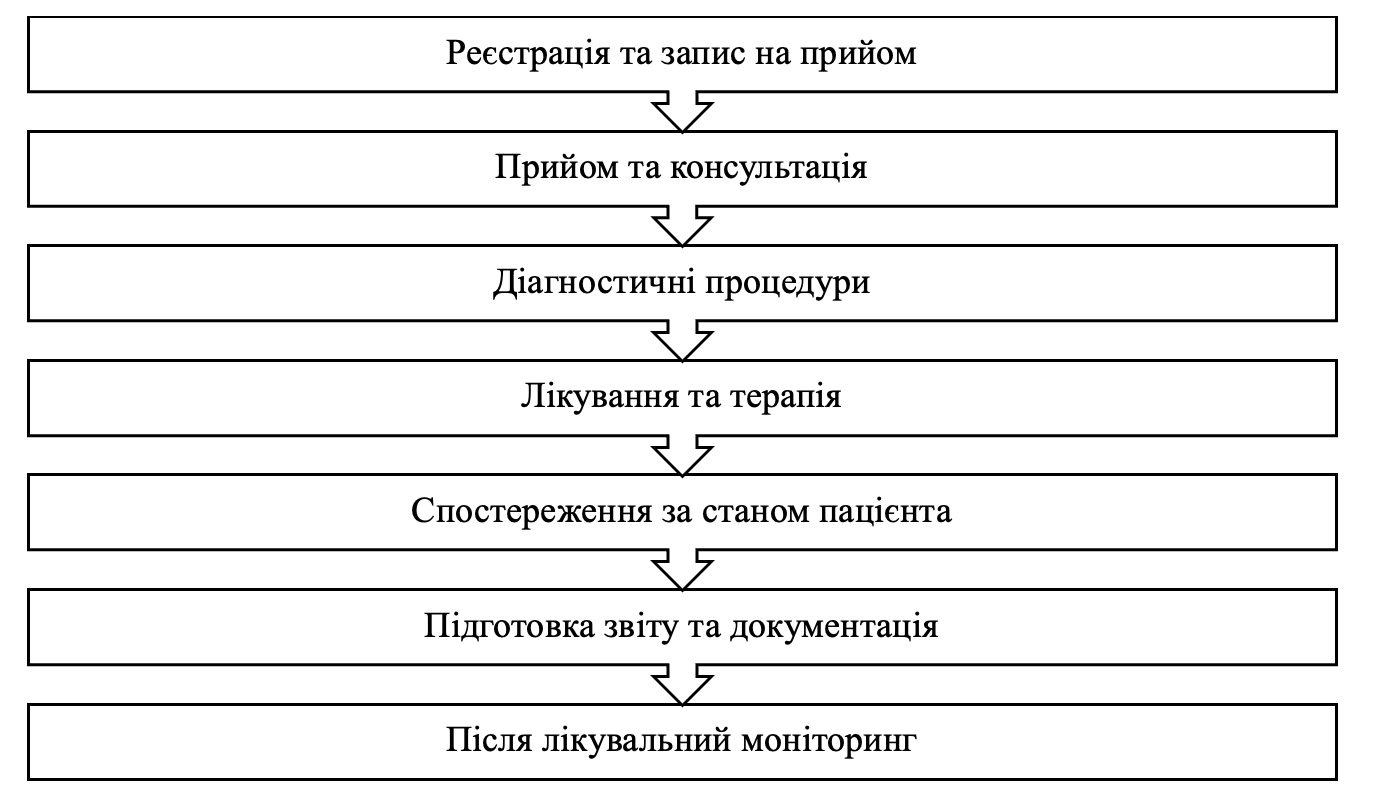 Реєстрація та запис на прийом
Прийом та консультація
Діагностичні процедури
Лікування та терапія
Спостереження за станом пацієнта
Підготовка звіту та документація
Після лікувальний моніторинг